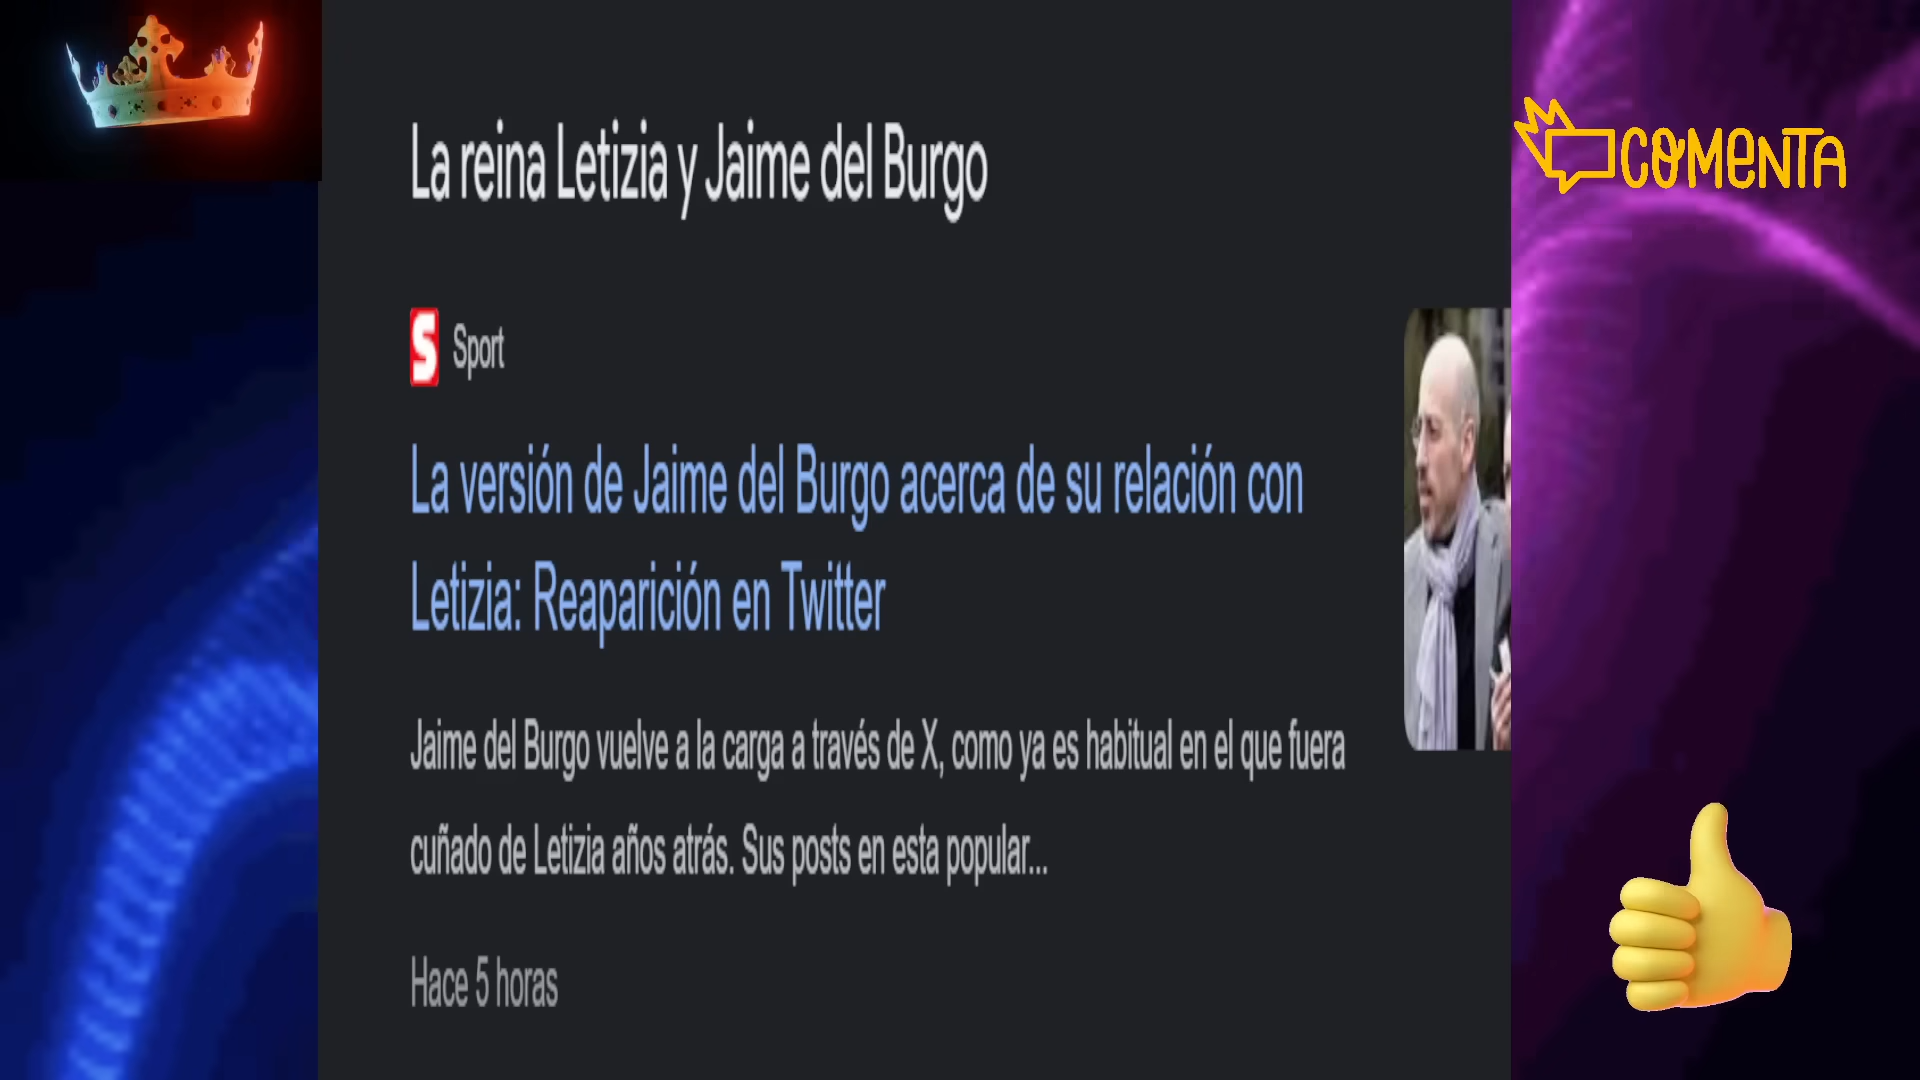 La reina Letizia y Jaime del Burgo
COMENTA
S Sport
La versión de Jaime del Burgo acerca de su relación con
Letizia: Reaparición en Twitter
Jaime del Burgo vuelve a la carga a través de X, como ya es habitual en el que fuera
cuñado de Letizia años atrás. Sus posts en esta popular...
Hace 5 horas